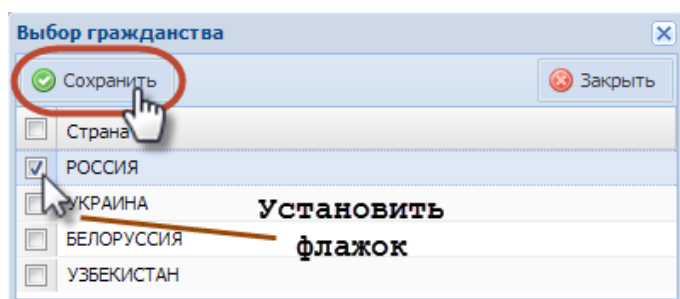 Выбор гражданства
Сохранить
Закрыть
Страна
РОССИЯ
УКРАИНА
БЕЛОРУССИЯ
УЗБЕКИСТАН
Установить
флажок